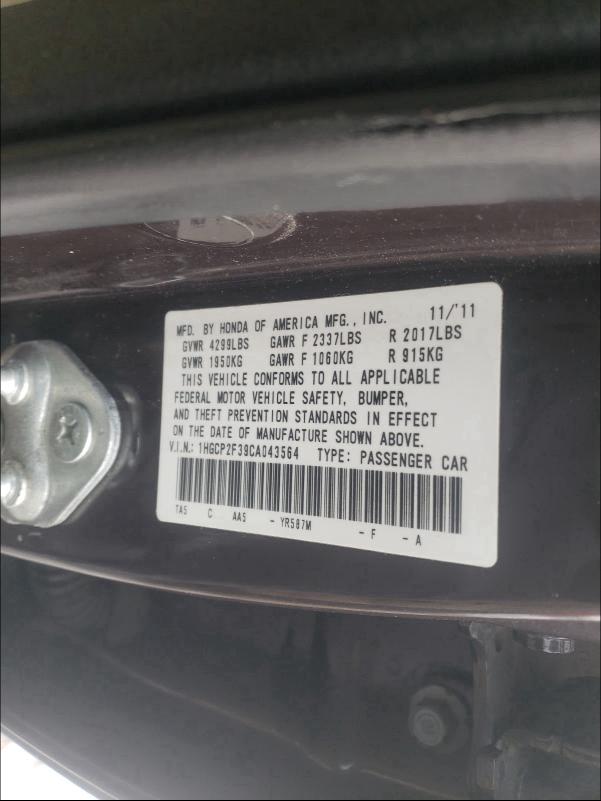 MFD. BY HONDA OF AMERICA MFG., INC. 11/'11
GVWR 4299LBS GAWR F 2337LBS R 2017LBS
GVWR 1950KG GAWR F 1060KG R 915KG
THIS VEHICLE CONFORMS TO ALL APPLICABLE
FEDERAL MOTOR VEHICLE SAFETY, BUMPER,
AND THEFT PREVENTION STANDARDS IN EFFECT
ON THE DATE OF MANUFACTURE SHOWN ABOVE.
V.I.N.: 1HGCP2F39CA043564 TYPE: PASSENGER CAR
TA5 C AA5 - YR587M - F - A